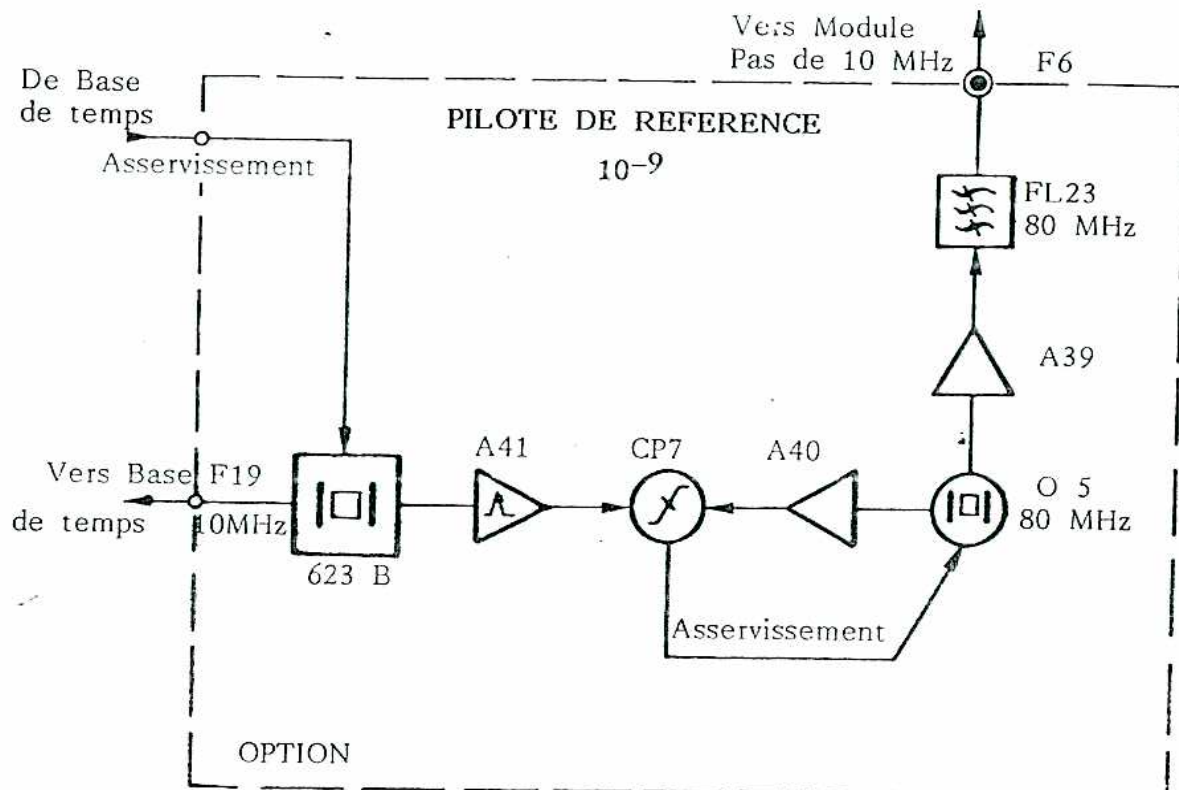 Vers Module
Pas de 10 MHz
F6
De Base
de temps
PILOTE DE REFERENCE
10⁻⁹
Asservissement
FL23
80 MHz
A39
A41
CP7
A40
Vers Base
F19
de temps
10MHz
O 5
80 MHz
623 B
Asservissement
OPTION